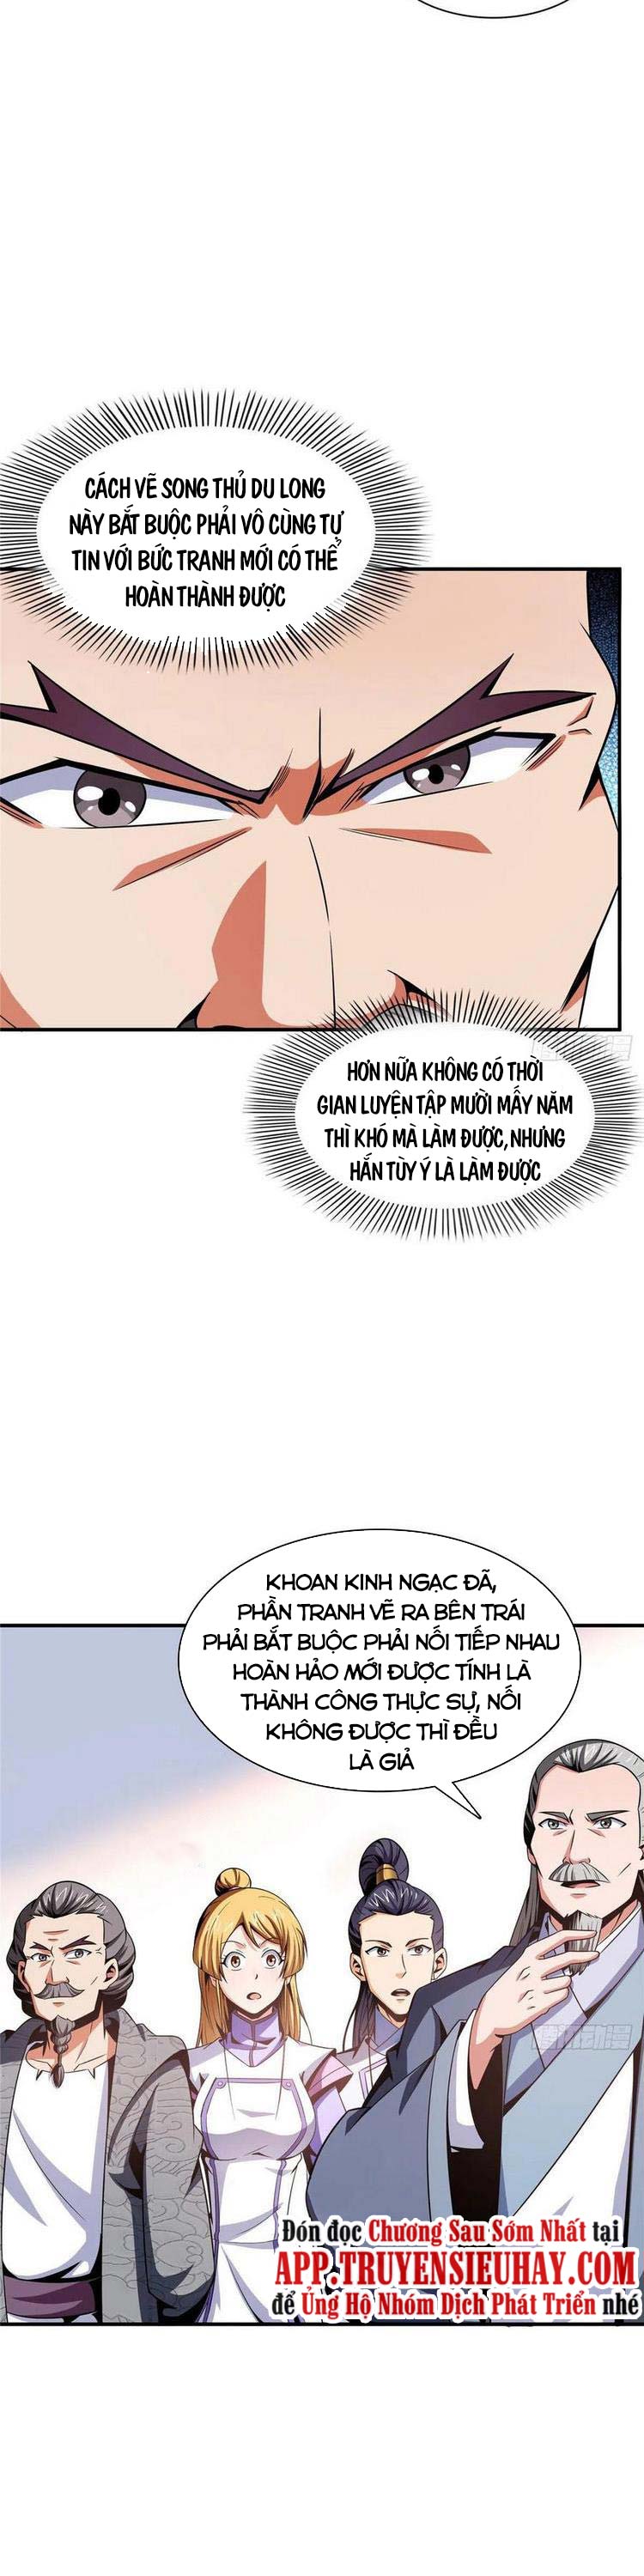 CÁCH VẼ SONG THỦ DU LONG
NÀY BẮT BUỘC PHẢI VÔ CÙNG TỰ
TIN VỚI BỨC TRANH MỚI CÓ THỂ
HOÀN THÀNH ĐƯỢC
HƠN NỮA KHÔNG CÓ THỜI
GIAN LUYỆN TẬP MƯỜI MẤY NĂM
THÌ KHÓ MÀ LÀM ĐƯỢC, NHƯNG
HẮN TÙY Ý LÀ LÀM ĐƯỢC
KHOAN KINH NGẠC ĐÃ,
PHẦN TRANH VẼ RA BÊN TRÁI
PHẢI BẮT BUỘC PHẢI NỐI TIẾP NHAU
HOÀN HẢO MỚI ĐƯỢC TÍNH LÀ
THÀNH CÔNG THỰC SỰ, NỐI
KHÔNG ĐƯỢC THÌ ĐỀU
LÀ GIẢ
Đón đọc Chương Sau Sớm Nhất tại
APP.TRUYENSIEUHAY.COM
để Ủng Hộ Nhóm Dịch Phát Triển nhé